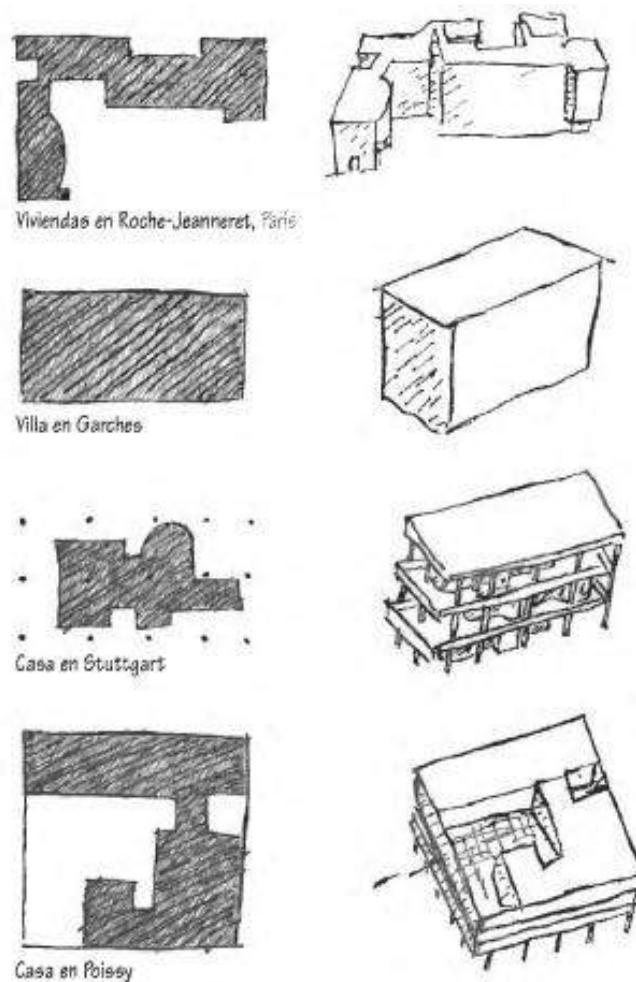 Viviendas en Roche-Jeanneret, París
Villa en Garches
Casa en Stuttgart
Casa en Poissy